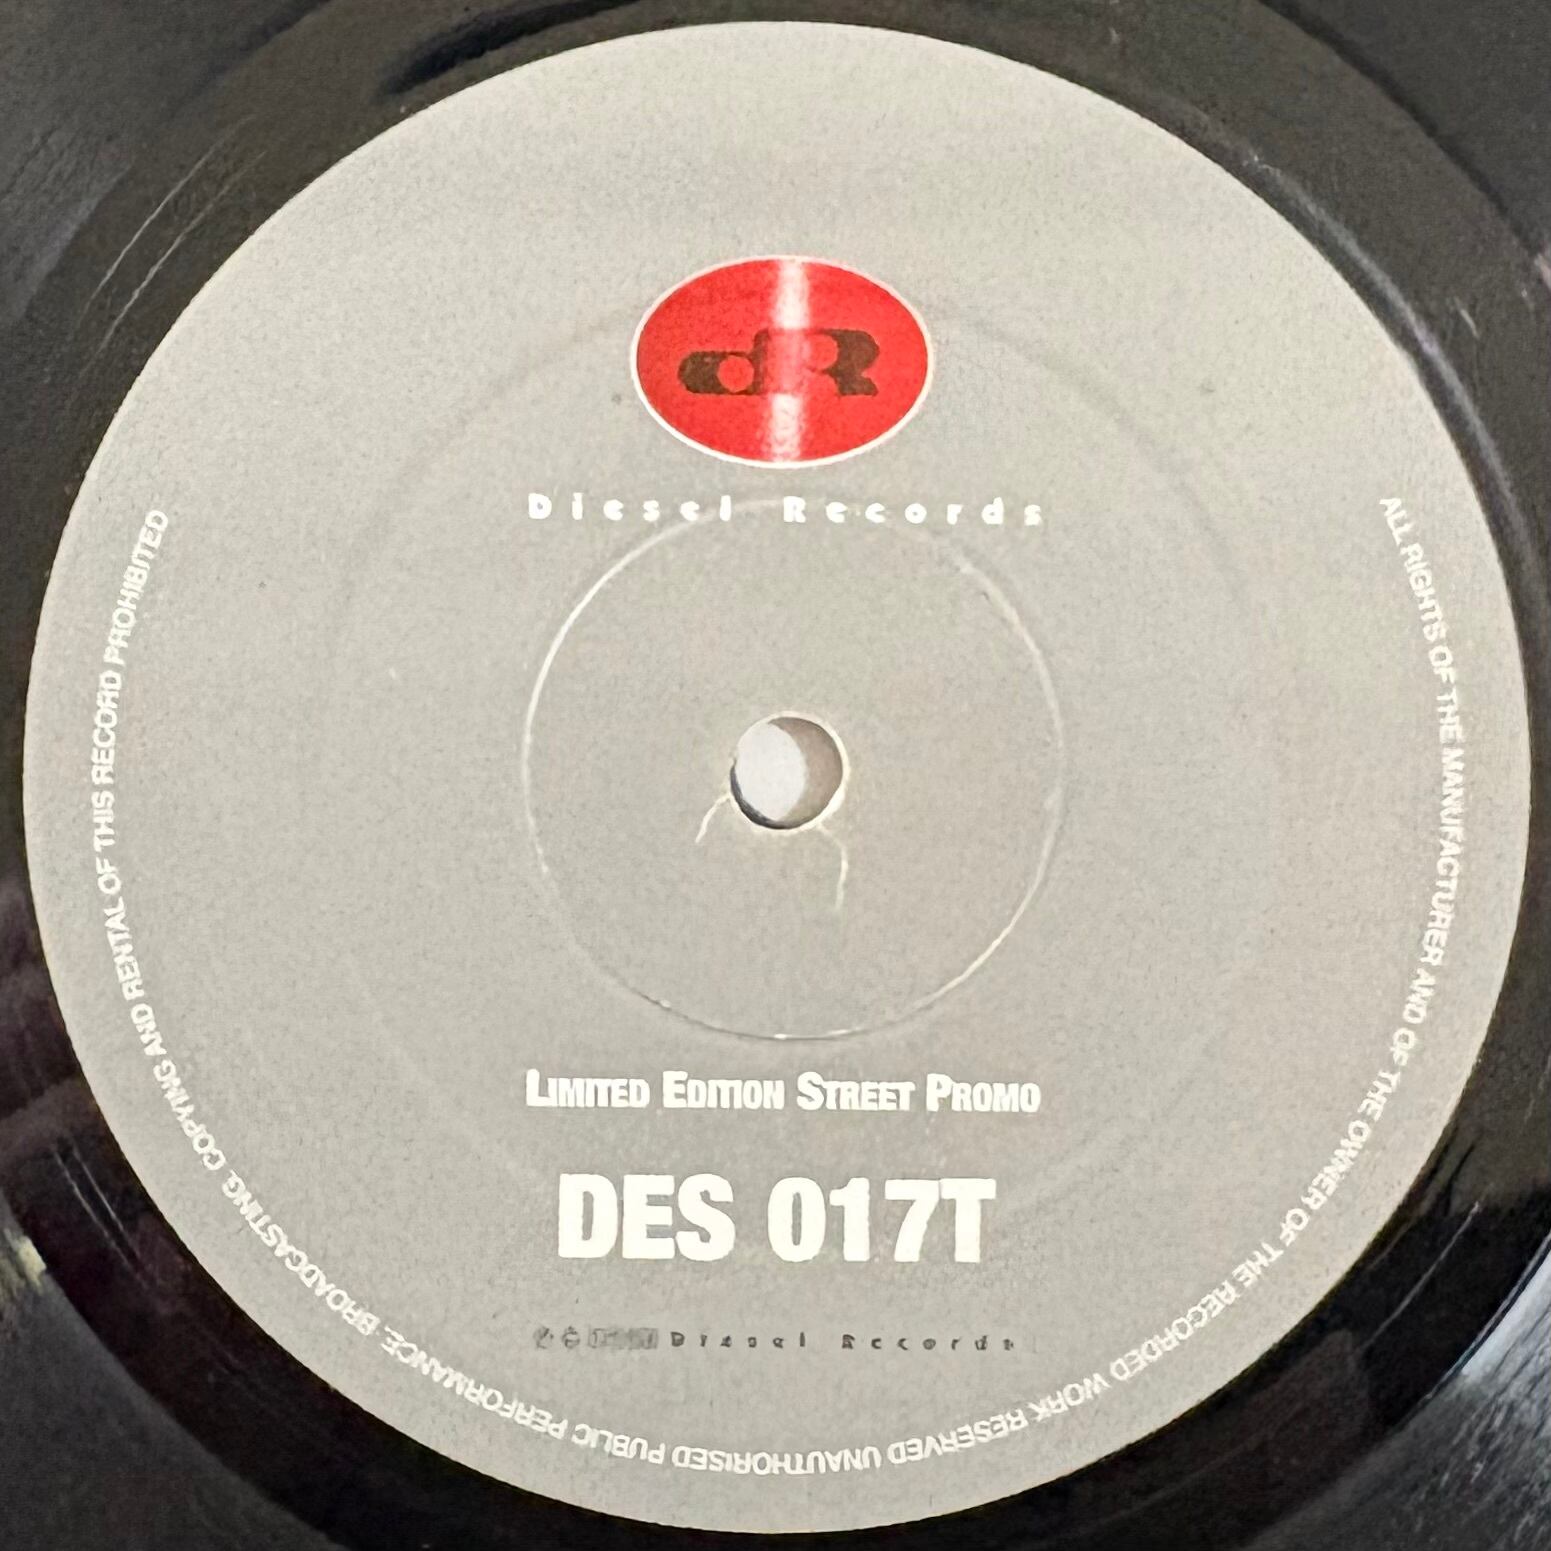 dR
Diesel Records
LIMITED EDITION STREET PROMO
DES 017T
Diesel Records
ALL RIGHTS OF THE MANUFACTURER AND OF THE OWNER OF THE RECORDED WORK RESERVED UNAUTHORISED PUBLIC PERFORMANCE. BROADCASTING. COPYING AND RENTAL OF THIS RECORD PROHIBITED